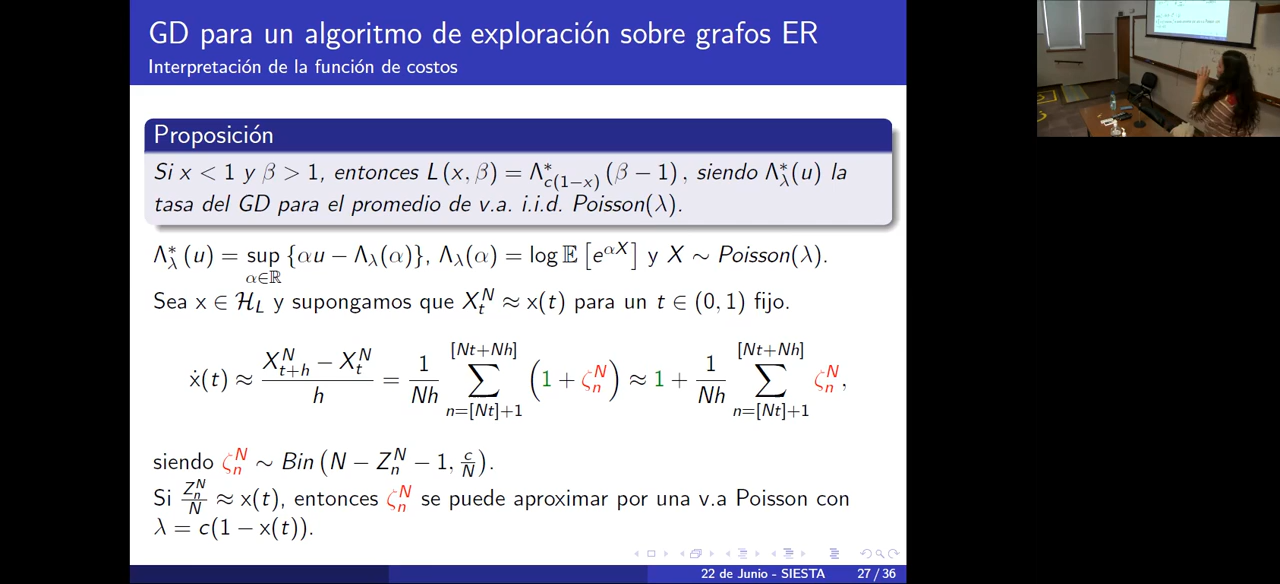 GD para un algoritmo de exploración sobre grafos ER
Interpretación de la función de costos
Proposición
Si x < 1 y β > 1, entonces L(x, β) = Λ*_{c(1−x)} (β − 1), siendo Λ*_λ(u) la
tasa del GD para el promedio de v.a. i.i.d. Poisson(λ).
Λ*_λ (u) = sup_{α∈ℝ} {αu − Λ_λ(α)}, Λ_λ(α) = log 𝔼 [e^{αX}] y X ∼ Poisson(λ).
Sea x ∈ ℋ_L y supongamos que X_t^N ≈ x(t) para un t ∈ (0, 1) fijo.
ẋ(t) ≈ (X_{t+h}^N − X_t^N)/h = 1/(Nh) ∑_{n=[Nt]+1}^{[Nt+Nh]} (1 + ζ_n^N) ≈ 1 + 1/(Nh) ∑_{n=[Nt]+1}^{[Nt+Nh]} ζ_n^N,
siendo ζ_n^N ∼ Bin (N − Z_n^N − 1, c/N).
Si Z_n^N/N ≈ x(t), entonces ζ_n^N se puede aproximar por una v.a Poisson con
λ = c(1 − x(t)).
22 de Junio - SIESTA 27 / 36